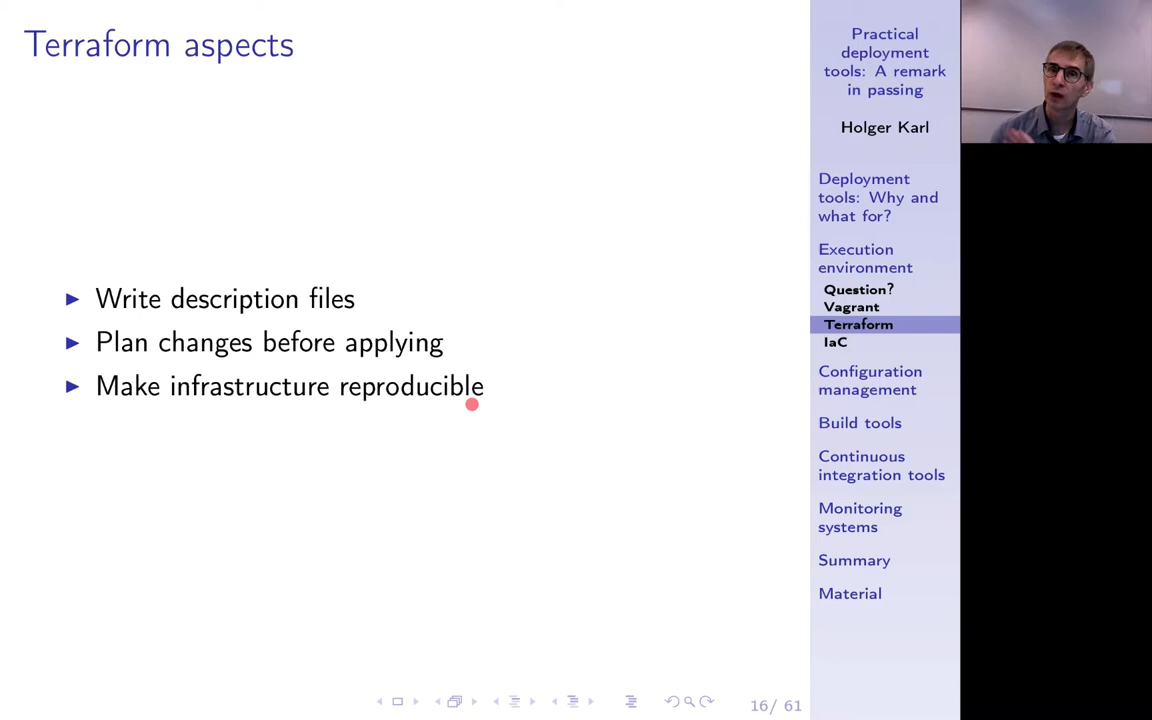 Terraform aspects
Write description files
Plan changes before applying
Make infrastructure reproducible
Practical
deployment
tools: A remark
in passing
Holger Karl
Deployment
tools: Why and
what for?
Execution
environment
Question?
Vagrant
Terraform
IaC
Configuration
management
Build tools
Continuous
integration tools
Monitoring
systems
Summary
Material
16/ 61